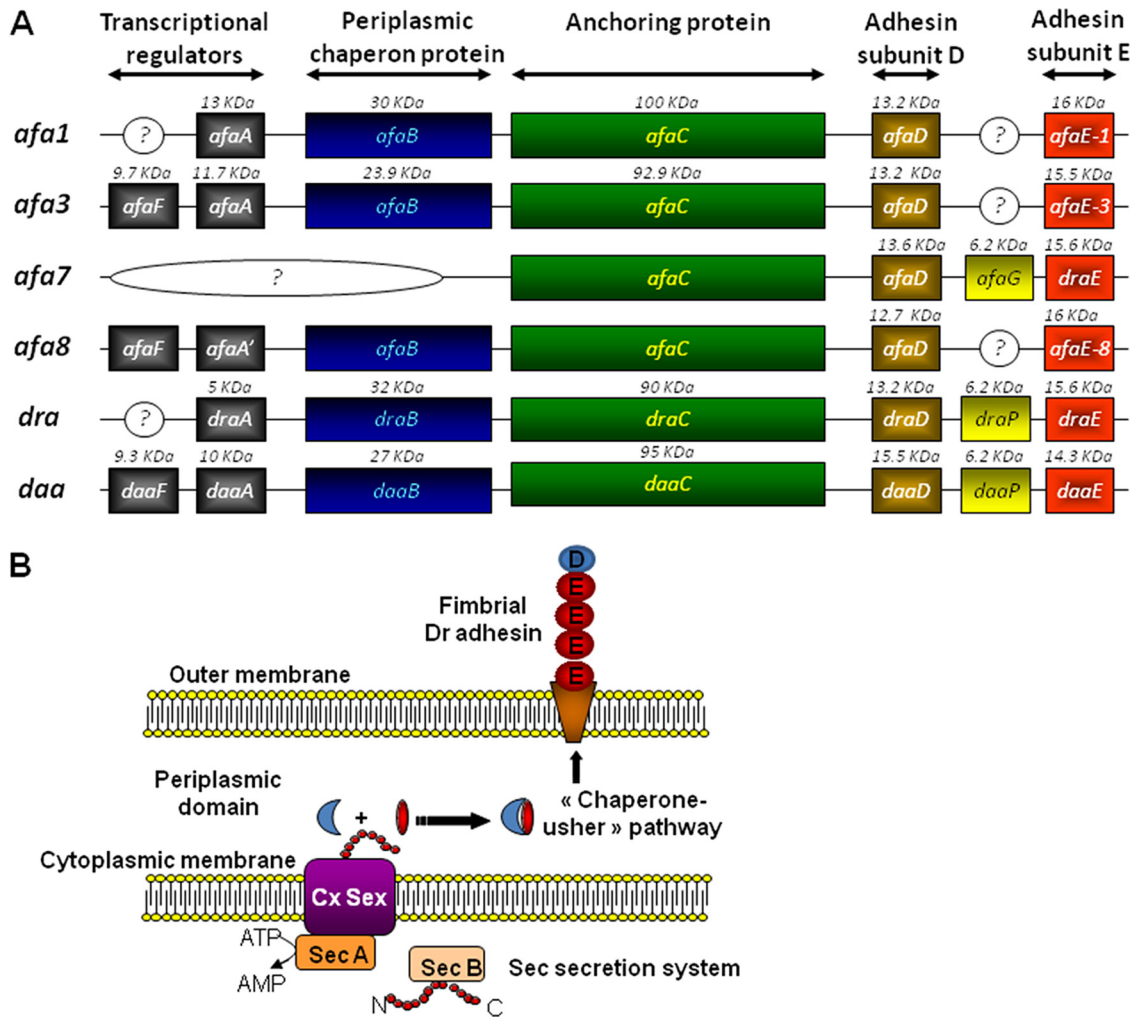 A
Transcriptional
regulators
Periplasmic
chaperon protein
Anchoring protein
Adhesin
subunit D
Adhesin
subunit E
13 KDa 30 KDa 100 KDa 13.2 KDa 16 KDa
afa1 ? afaA afaB afaC afaD ? afaE-1
9.7 KDa 11.7 KDa 23.9 KDa 92.9 KDa 13.2 KDa 15.5 KDa
afa3 afaF afaA afaB afaC afaD ? afaE-3
13.6 KDa 6.2 KDa 15.6 KDa
afa7 ? afaC afaD afaG draE
12.7 KDa 16 KDa
afa8 afaF afaA’ afaB afaC afaD ? afaE-8
5 KDa 32 KDa 90 KDa 13.2 KDa 6.2 KDa 15.6 KDa
dra ? draA draB draC draD draP draE
9.3 KDa 10 KDa 27 KDa 95 KDa 15.5 KDa 6.2 KDa 14.3 KDa
daa daaF daaA daaB daaC daaD daaP daaE
B
D
E
E
E
E
Fimbrial
Dr adhesin
Outer membrane
Periplasmic
domain
+
« Chaperone-
usher » pathway
Cytoplasmic membrane
Cx Sex
ATP
Sec A
AMP
Sec B
Sec secretion system
N
C